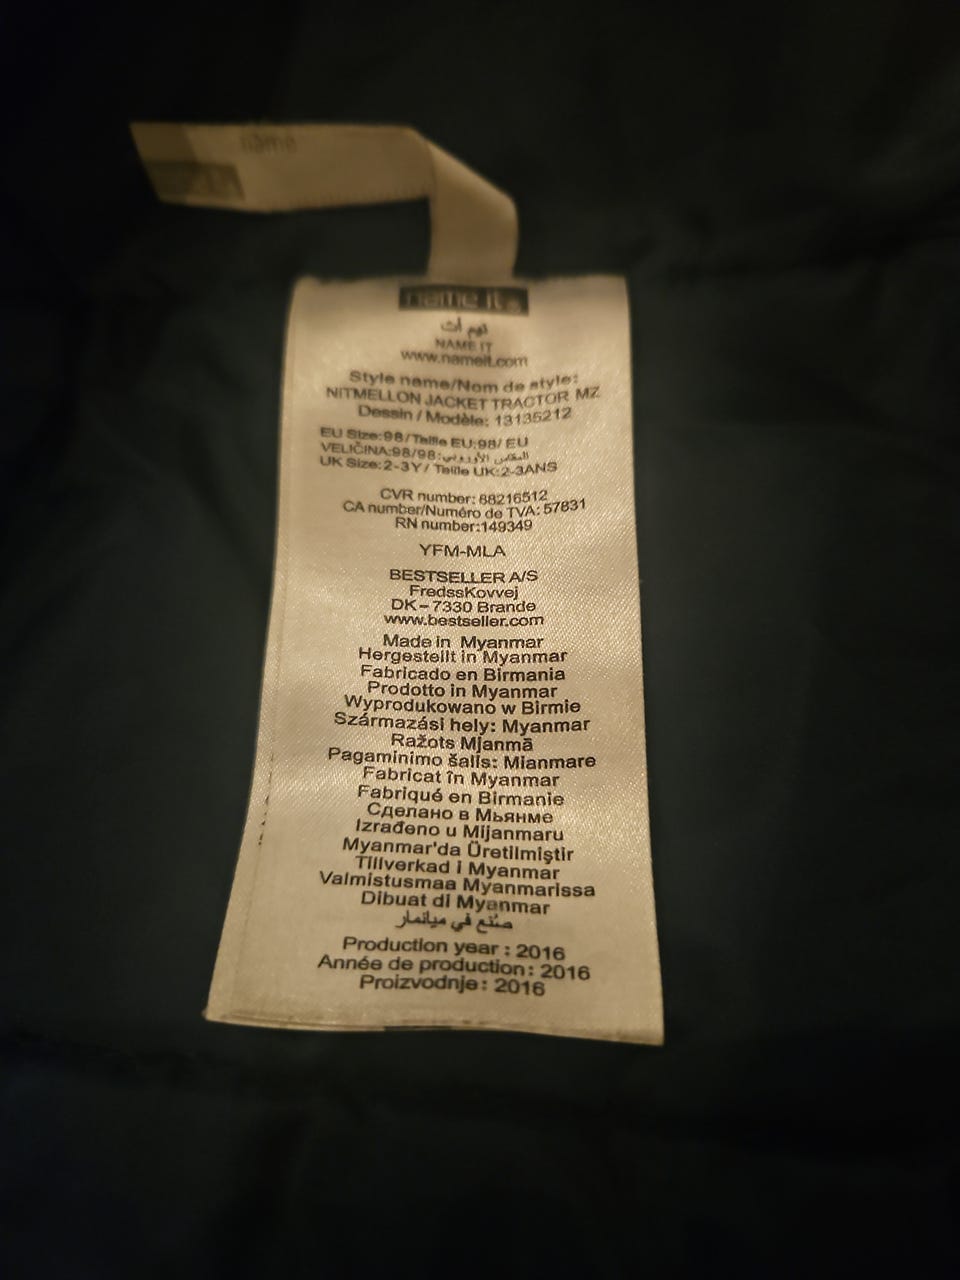 name
name it
نيم ات
NAME IT
www.nameit.com
Style name/Nom de style:
NITMELLON JACKET TRACTOR MZ
Dessin / Modèle: 13135212
EU Size:98/Taille EU:98/ EU
VELIČINA:98/98:المقاس الأوروبي
UK Size:2-3Y/ Taille UK:2-3ANS
CVR number: 88216512
CA number/Numéro de TVA: 57831
RN number:149349
YFM-MLA
BESTSELLER A/S
FredssKovvej
DK-7330 Brande
www.bestseller.com
Made in Myanmar
Hergestellt in Myanmar
Fabricado en Birmania
Prodotto in Myanmar
Wyprodukowano w Birmie
Származási hely: Myanmar
Ražots Mjanmā
Pagaminimo šalis: Mianmare
Fabricat în Myanmar
Fabriqué en Birmanie
Сделано в Мьянме
Izrađeno u Mijanmaru
Myanmar'da Üretilmiştir
Tillverkad i Myanmar
Valmistusmaa Myanmarissa
Dibuat di Myanmar
صنع في ميانمار
Production year : 2016
Année de production: 2016
Proizvodnje: 2016